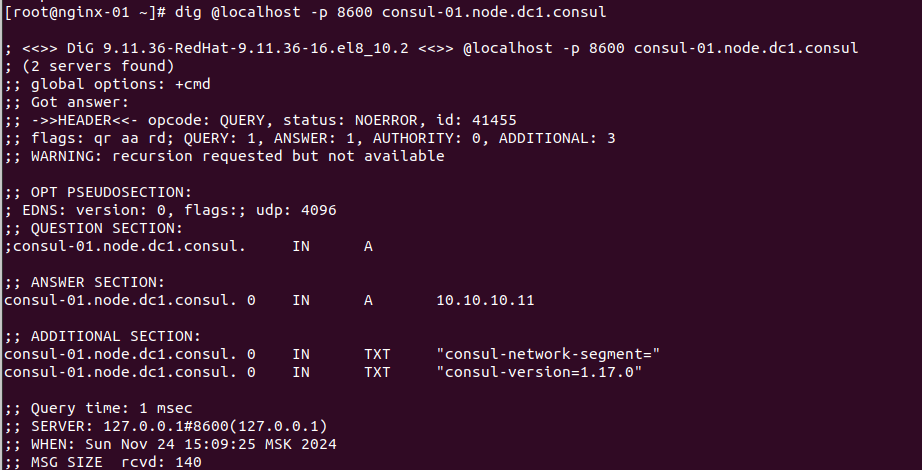 [root@nginx-01 ~]# dig @localhost -p 8600 consul-01.node.dc1.consul
; <<>> DiG 9.11.36-RedHat-9.11.36-16.el8_10.2 <<>> @localhost -p 8600 consul-01.node.dc1.consul
; (2 servers found)
;; global options: +cmd
;; Got answer:
;; ->>HEADER<<- opcode: QUERY, status: NOERROR, id: 41455
;; flags: qr aa rd; QUERY: 1, ANSWER: 1, AUTHORITY: 0, ADDITIONAL: 3
;; WARNING: recursion requested but not available
;; OPT PSEUDOSECTION:
; EDNS: version: 0, flags:; udp: 4096
;; QUESTION SECTION:
;consul-01.node.dc1.consul. IN A
;; ANSWER SECTION:
consul-01.node.dc1.consul. 0 IN A 10.10.10.11
;; ADDITIONAL SECTION:
consul-01.node.dc1.consul. 0 IN TXT "consul-network-segment="
consul-01.node.dc1.consul. 0 IN TXT "consul-version=1.17.0"
;; Query time: 1 msec
;; SERVER: 127.0.0.1#8600(127.0.0.1)
;; WHEN: Sun Nov 24 15:09:25 MSK 2024
;; MSG SIZE rcvd: 140